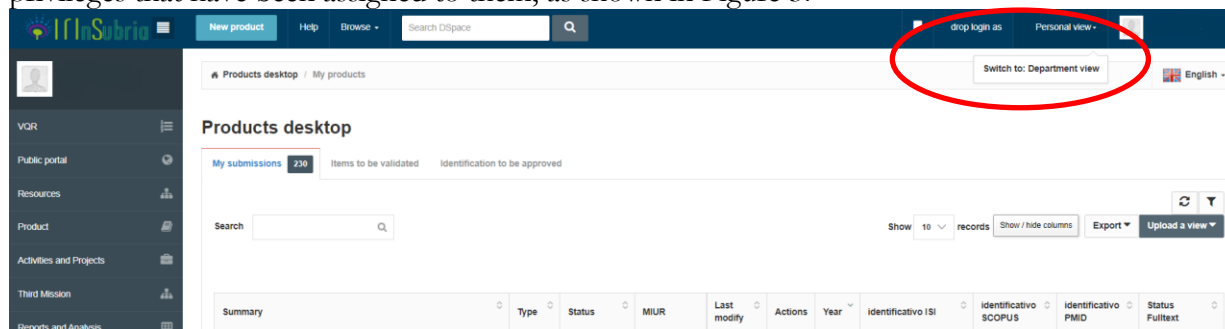 privileges that have been assigned to them, as shown in Figure 3.
IfInSubria
New product Help Browse Search DSpace drop login as Personal view
Switch to: Department view
Products desktop / My products
English
VQR
Products desktop
Public portal
My submissions 230 Items to be validated Identification to be approved
Resources
Product
Search Show 10 records Show / hide columns Export Upload a view
Activities and Projects
Third Mission
Summary Type Status MIUR Last modify Actions Year identificativo ISI identificativo SCOPUS identificativo PMID Status Fulltext
Reports and Analysis